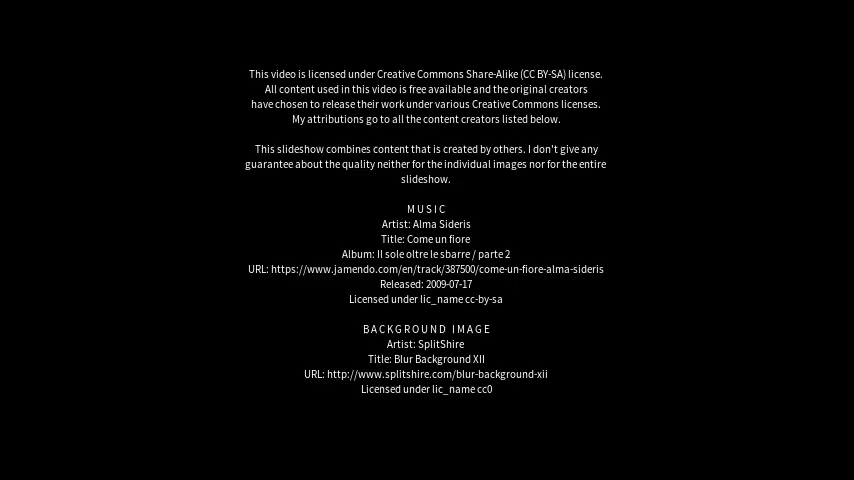 This video is licensed under Creative Commons Share-Alike (CC BY-SA) license.
All content used in this video is free available and the original creators
have chosen to release their work under various Creative Commons licenses.
My attributions go to all the content creators listed below.
This slideshow combines content that is created by others. I don't give any
guarantee about the quality neither for the individual images nor for the entire
slideshow.
MUSIC
Artist: Alma Sideris
Title: Come un fiore
Album: Il sole oltre le sbarre / parte 2
URL: https://www.jamendo.com/en/track/387500/come-un-fiore-alma-sideris
Released: 2009-07-17
Licensed under lic_name cc-by-sa
BACKGROUND IMAGE
Artist: SplitShire
Title: Blur Background XII
URL: http://www.splitshire.com/blur-background-xii
Licensed under lic_name cc0